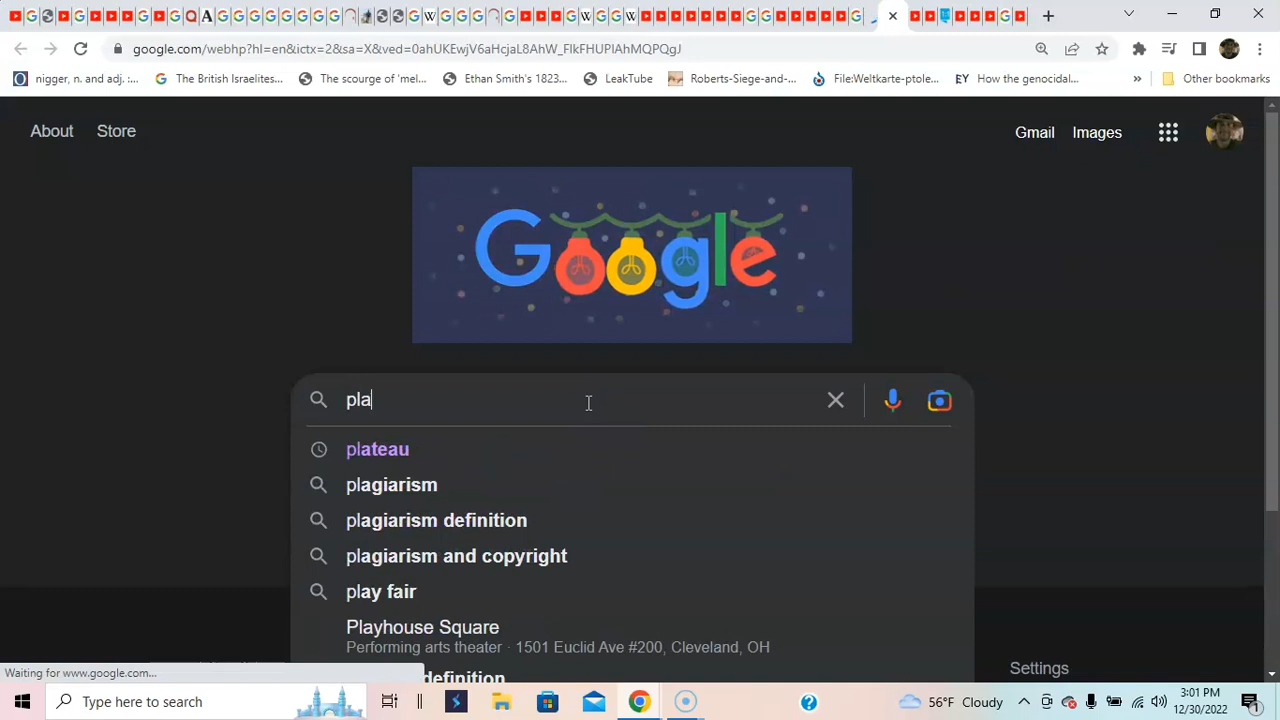 google.com/webhp?hl=en&ictx=2&sa=X&ved=0ahUKEwjV6aHcjaL8AhW_FIkFHUPIAhMQPQgJ
nigger, n. and adj. :...
The British Israelites...
The scourge of 'mel...
Ethan Smith's 1823...
LeakTube
Roberts-Siege-and-...
File:Weltkarte-ptole...
EY How the genocidal...
»
Other bookmarks
About Store
Gmail Images
Google
pla
plateau
plagiarism
plagiarism definition
plagiarism and copyright
play fair
Playhouse Square
Performing arts theater · 1501 Euclid Ave #200, Cleveland, OH
definition
Settings
Waiting for www.google.com...
Type here to search
56°F Cloudy
3:01 PM
12/30/2022
1